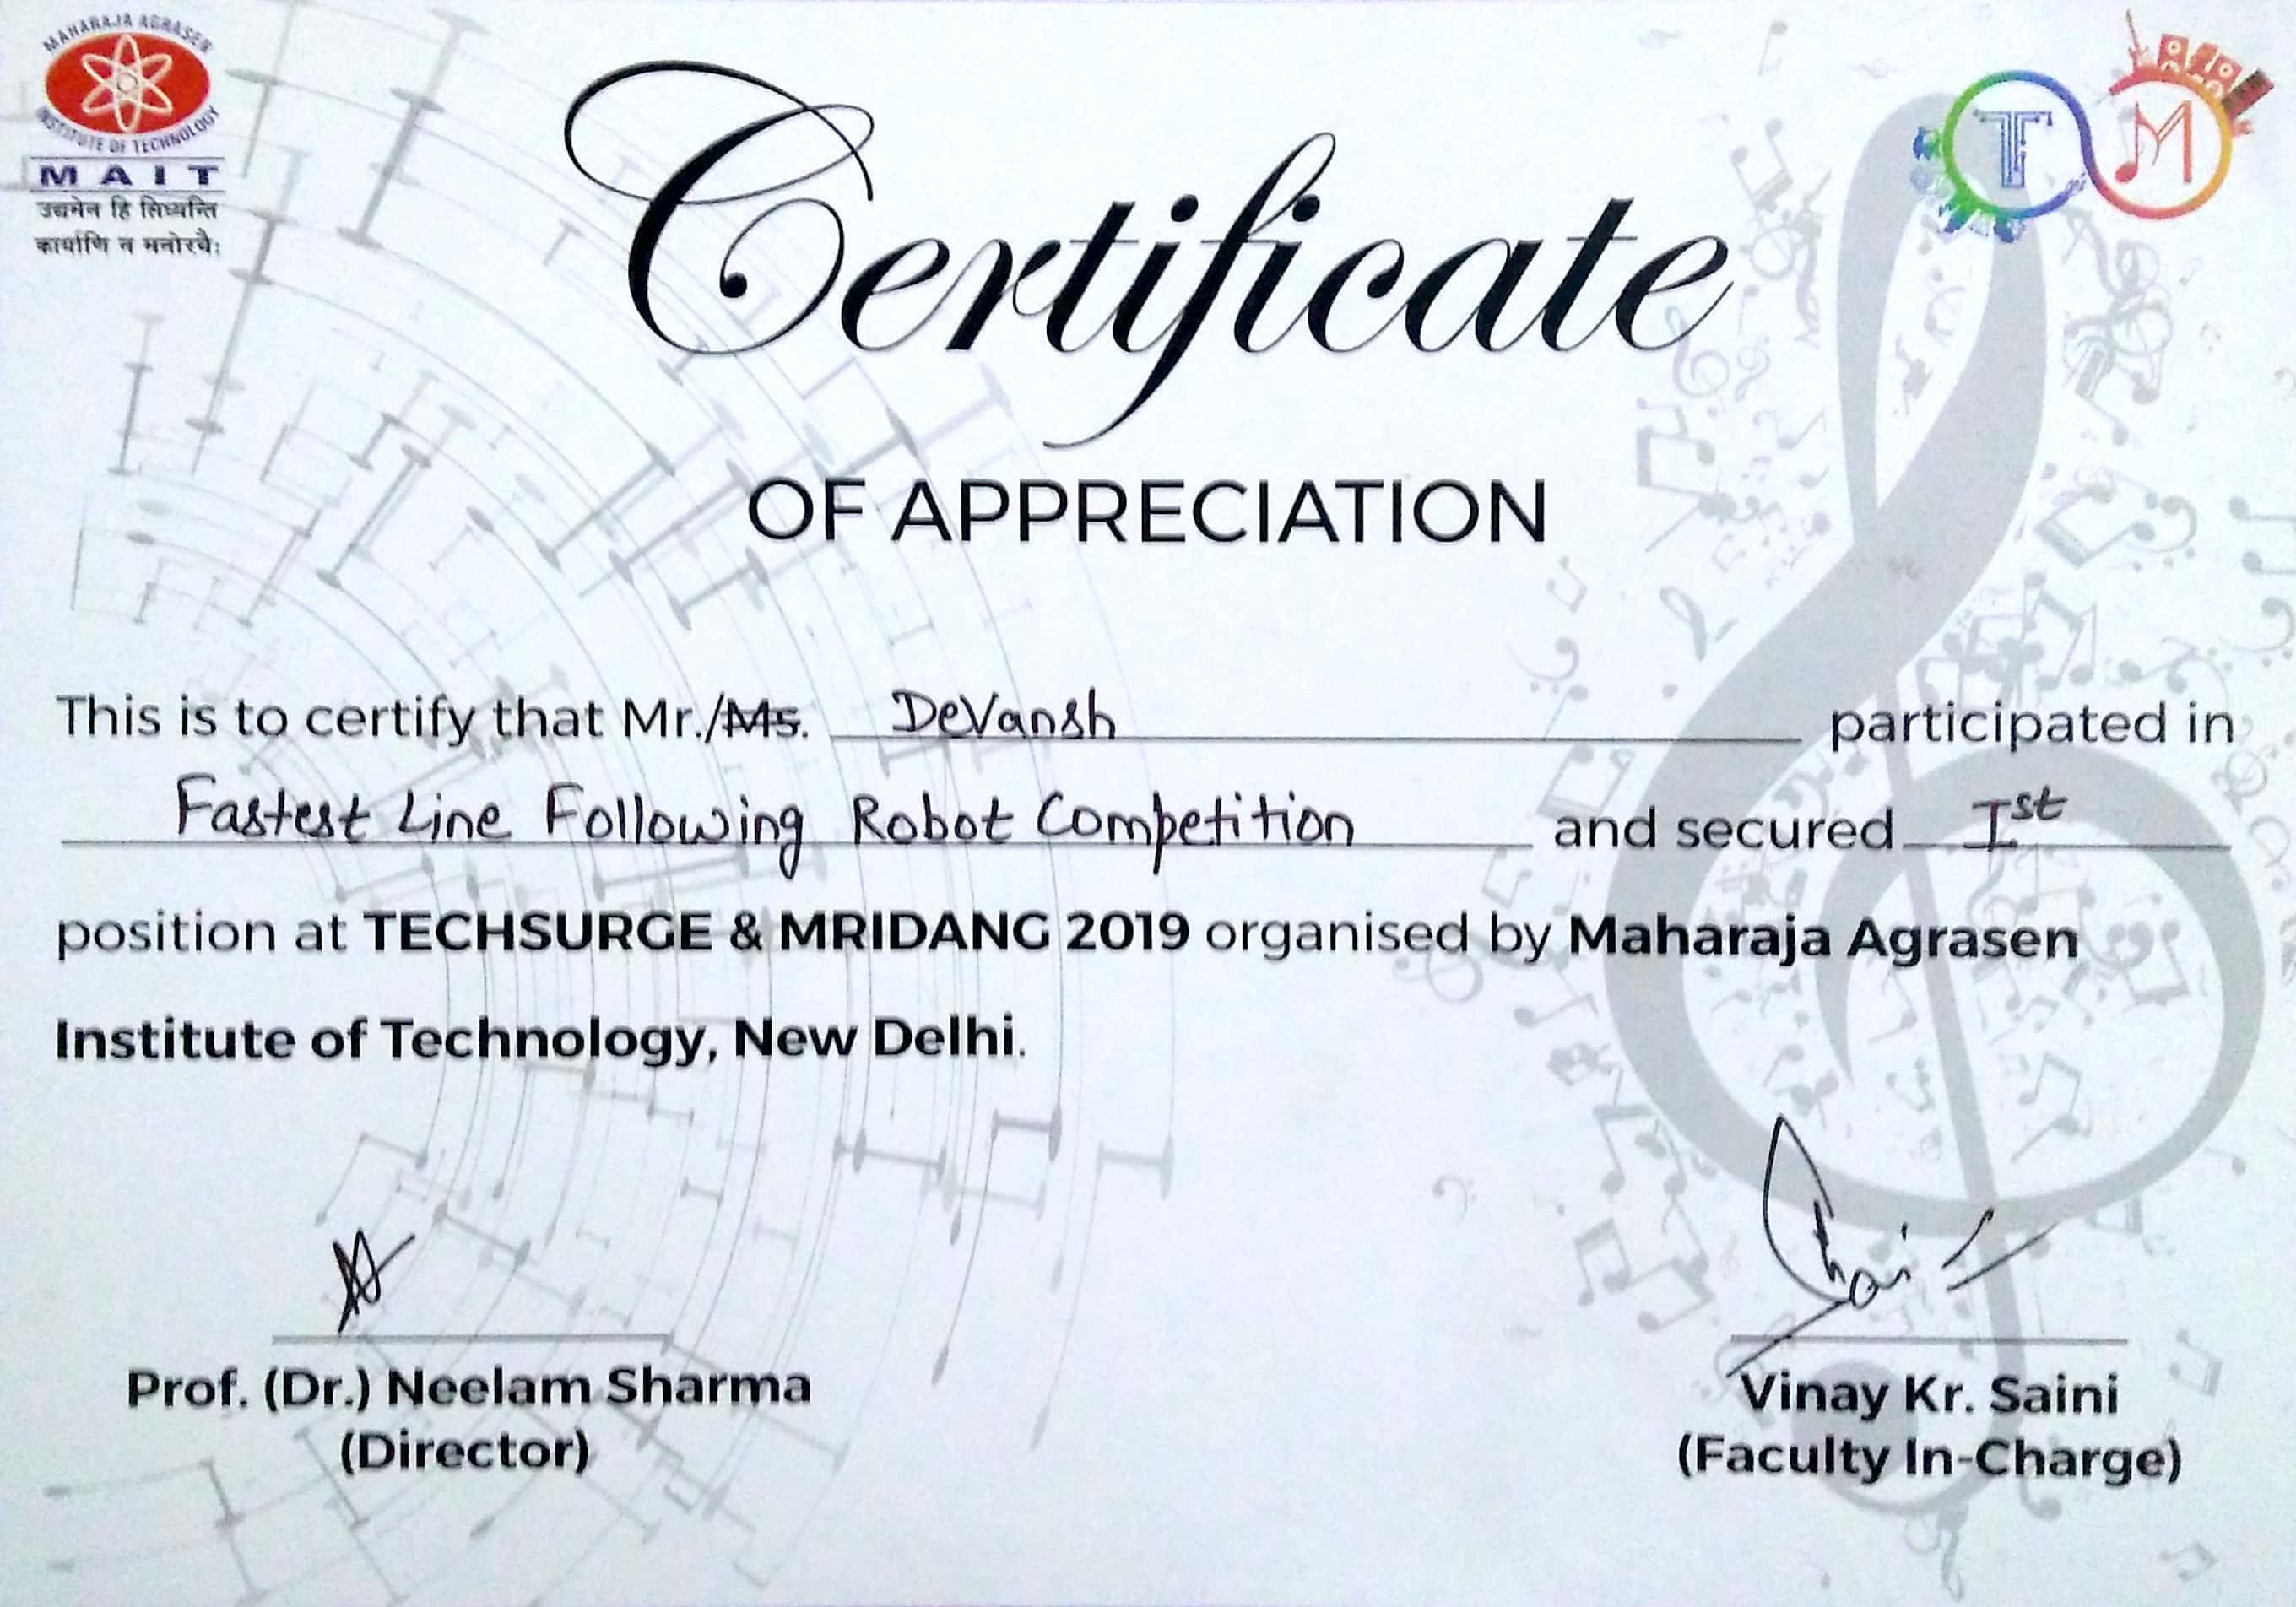 MAHARAJA AGRASEN
INSTITUTE OF TECHNOLOGY
MAIT
उद्यमेन हि सिध्यन्ति
कार्याणि न मनोरथैः
T M
Certificate
OF APPRECIATION
This is to certify that Mr./Ms. Devansh participated in
Fastest Line Following Robot Competition and secured Ist
position at TECHSURGE & MRIDANG 2019 organised by Maharaja Agrasen
Institute of Technology, New Delhi.
Prof. (Dr.) Neelam Sharma
(Director)
Vinay Kr. Saini
(Faculty In-Charge)